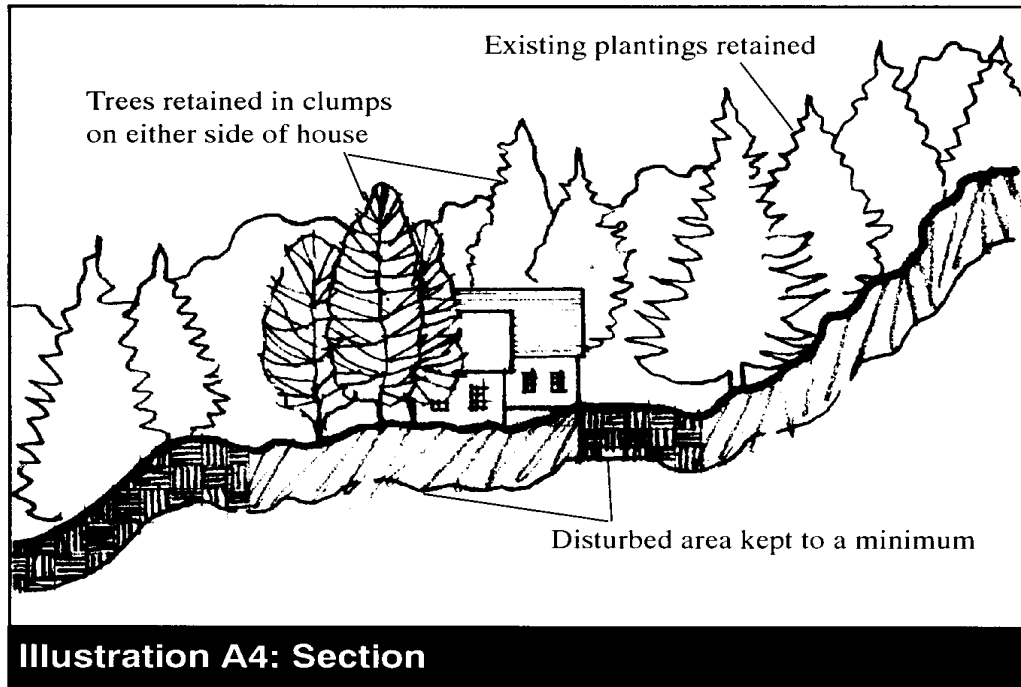 Existing plantings retained
Trees retained in clumps
on either side of house
Disturbed area kept to a minimum
Illustration A4: Section